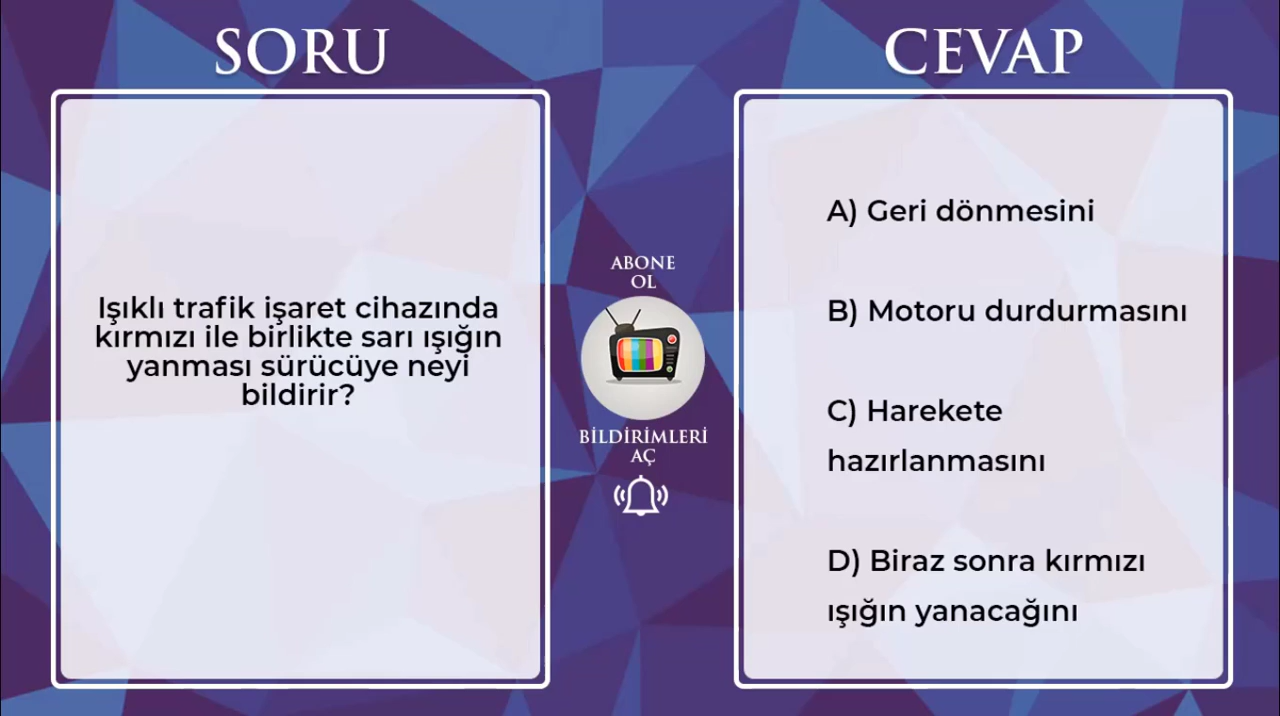 SORU
Işıklı trafik işaret cihazında
kırmızı ile birlikte sarı ışığın
yanması sürücüye neyi
bildirir?
ABONE
OL
BİLDİRİMLERİ
AÇ
CEVAP
A) Geri dönmesini
B) Motoru durdurmasını
C) Harekete
hazırlanmasını
D) Biraz sonra kırmızı
ışığın yanacağını